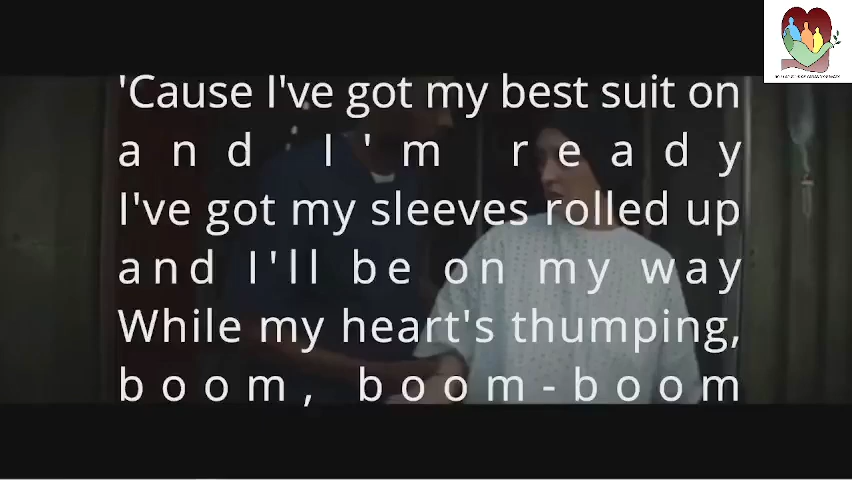 'Cause I've got my best suit on
and I'm ready
I've got my sleeves rolled up
and I'll be on my way
While my heart's thumping,
boom, boom-boom